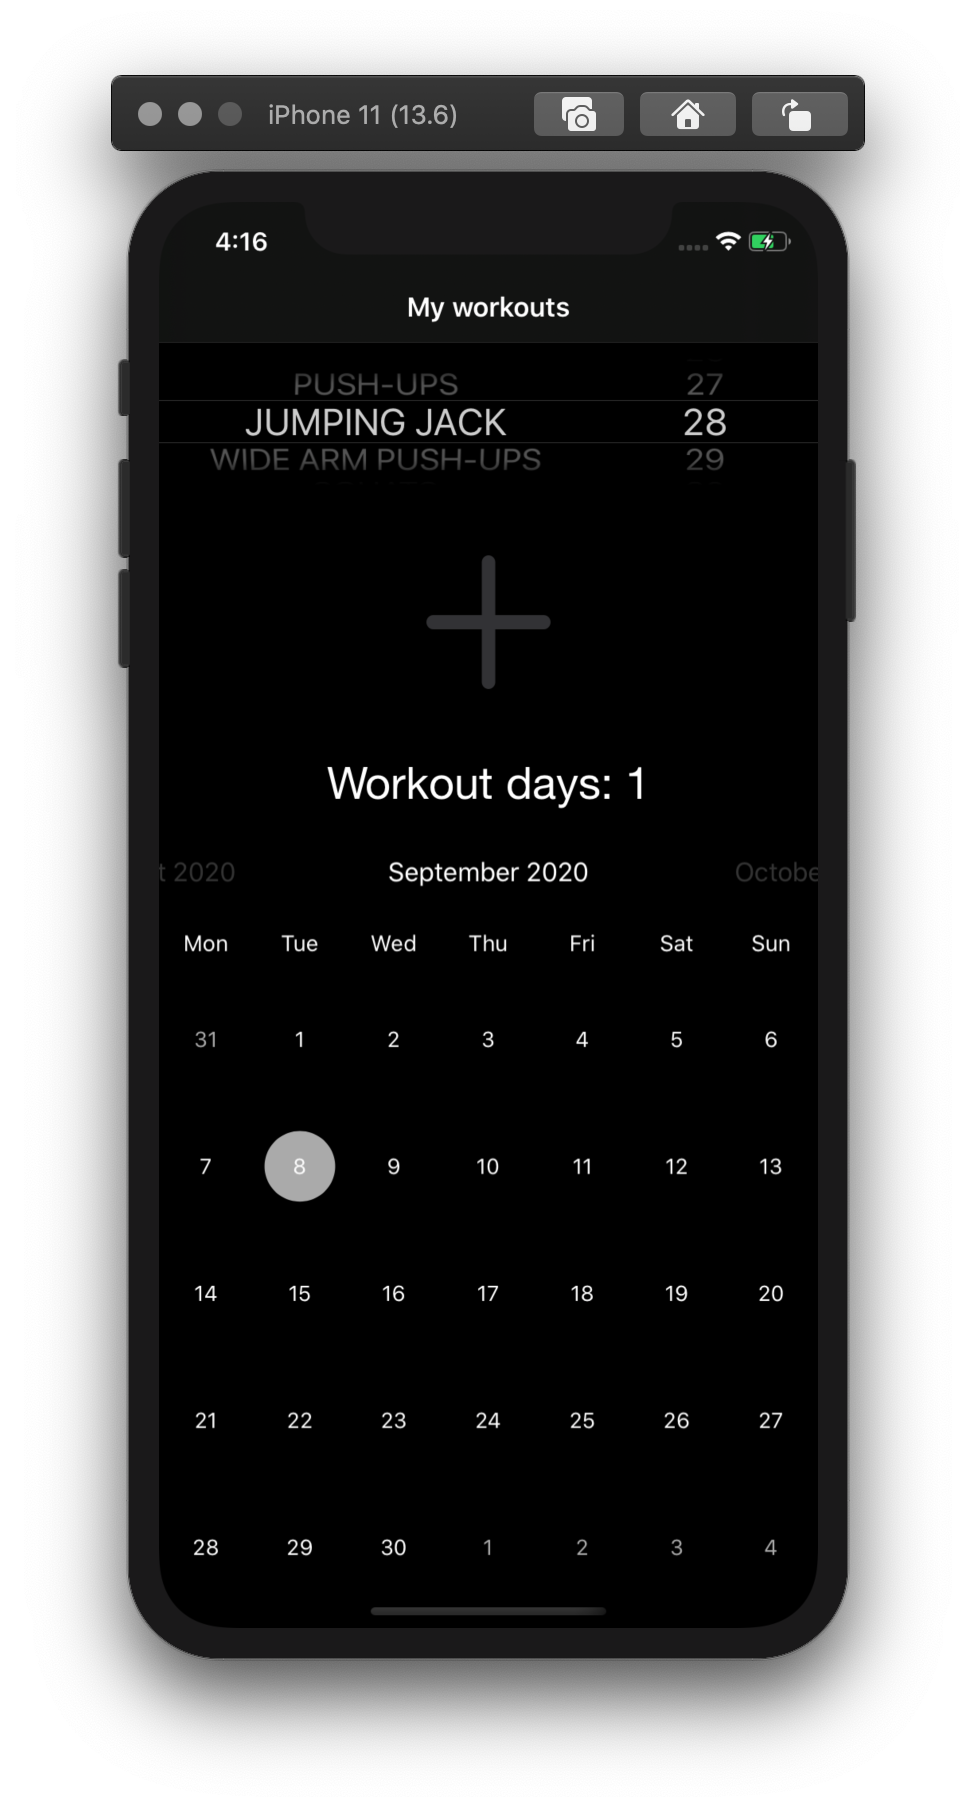 iPhone 11 (13.6)
4:16
My workouts
PUSH-UPS 27
JUMPING JACK 28
WIDE ARM PUSH-UPS 29
Workout days: 1
t 2020 September 2020 Octobe
Mon Tue Wed Thu Fri Sat Sun
31 1 2 3 4 5 6
7 8 9 10 11 12 13
14 15 16 17 18 19 20
21 22 23 24 25 26 27
28 29 30 1 2 3 4